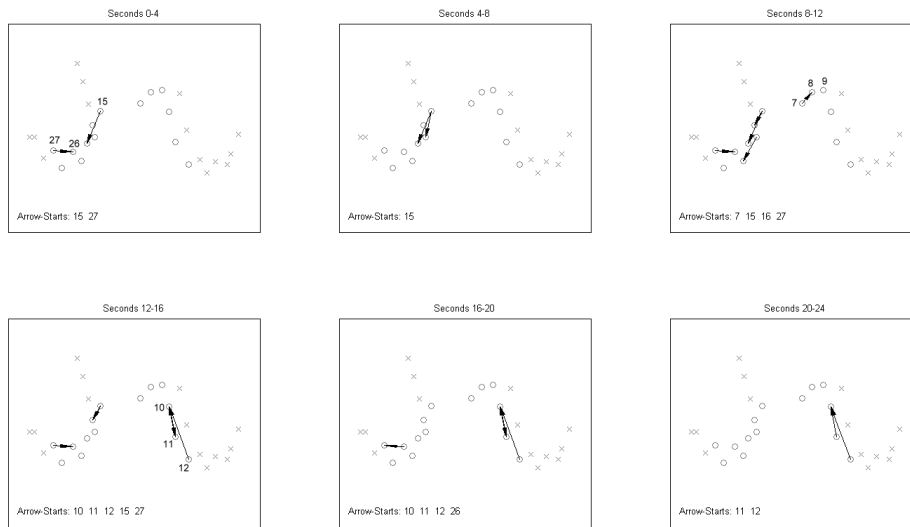 Seconds 0-4
Seconds 4-8
Seconds 8-12
15
27
26
Arrow-Starts: 15 27
Arrow-Starts: 15
8
9
7
Arrow-Starts: 7 15 16 27
Seconds 12-16
Seconds 16-20
Seconds 20-24
10
11
12
Arrow-Starts: 10 11 12 15 27
Arrow-Starts: 10 11 12 26
Arrow-Starts: 11 12